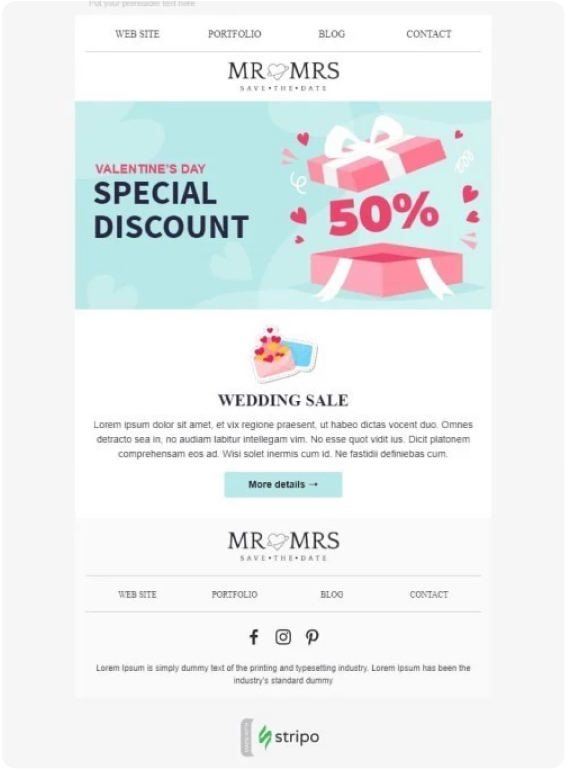 Put your preheader text here
WEB SITE PORTFOLIO BLOG CONTACT
MR MRS
SAVE•THE•DATE
VALENTINE'S DAY
SPECIAL
DISCOUNT
50%
WEDDING SALE
Lorem ipsum dolor sit amet, et vix regione praesent, ut habeo dictas vocent duo. Omnes
detracto sea in, no audiam labitur intellegam vim. No esse quot vidit ius. Dicit platonem
comprehensam eos ad. Wisi solet inermis cum id. Ne fastidii definiebas cum.
More details →
MR MRS
SAVE•THE•DATE
WEB SITE PORTFOLIO BLOG CONTACT
Lorem Ipsum is simply dummy text of the printing and typesetting industry. Lorem Ipsum has been the
industry's standard dummy
stripo